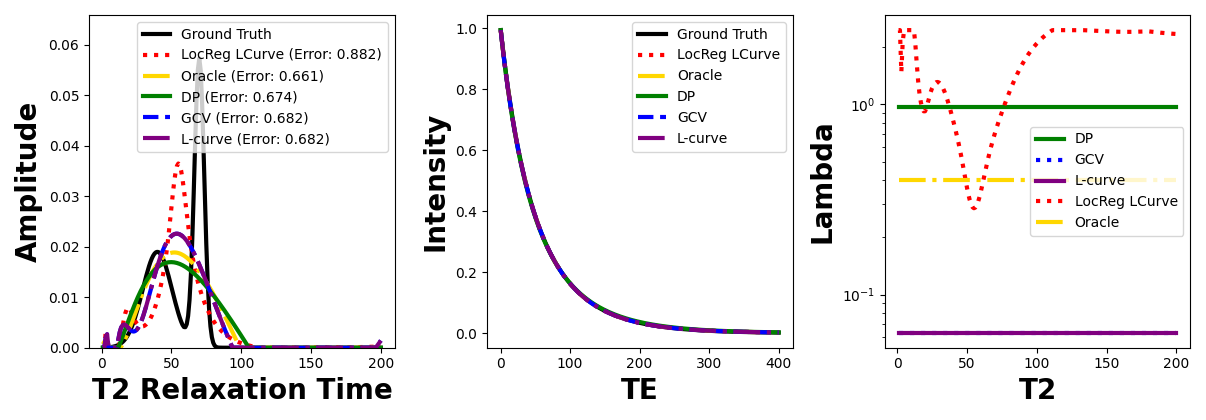 Amplitude
0.06
0.05
0.04
0.03
0.02
0.01
0.00
0
50
100
150
200
T2 Relaxation Time
Ground Truth
LocReg LCurve (Error: 0.882)
Oracle (Error: 0.661)
DP (Error: 0.674)
GCV (Error: 0.682)
L-curve (Error: 0.682)
Intensity
1.0
0.8
0.6
0.4
0.2
0.0
0
100
200
300
400
TE
Ground Truth
LocReg LCurve
Oracle
DP
GCV
L-curve
Lambda
10⁰
10⁻¹
0
50
100
150
200
T2
DP
GCV
L-curve
LocReg LCurve
Oracle